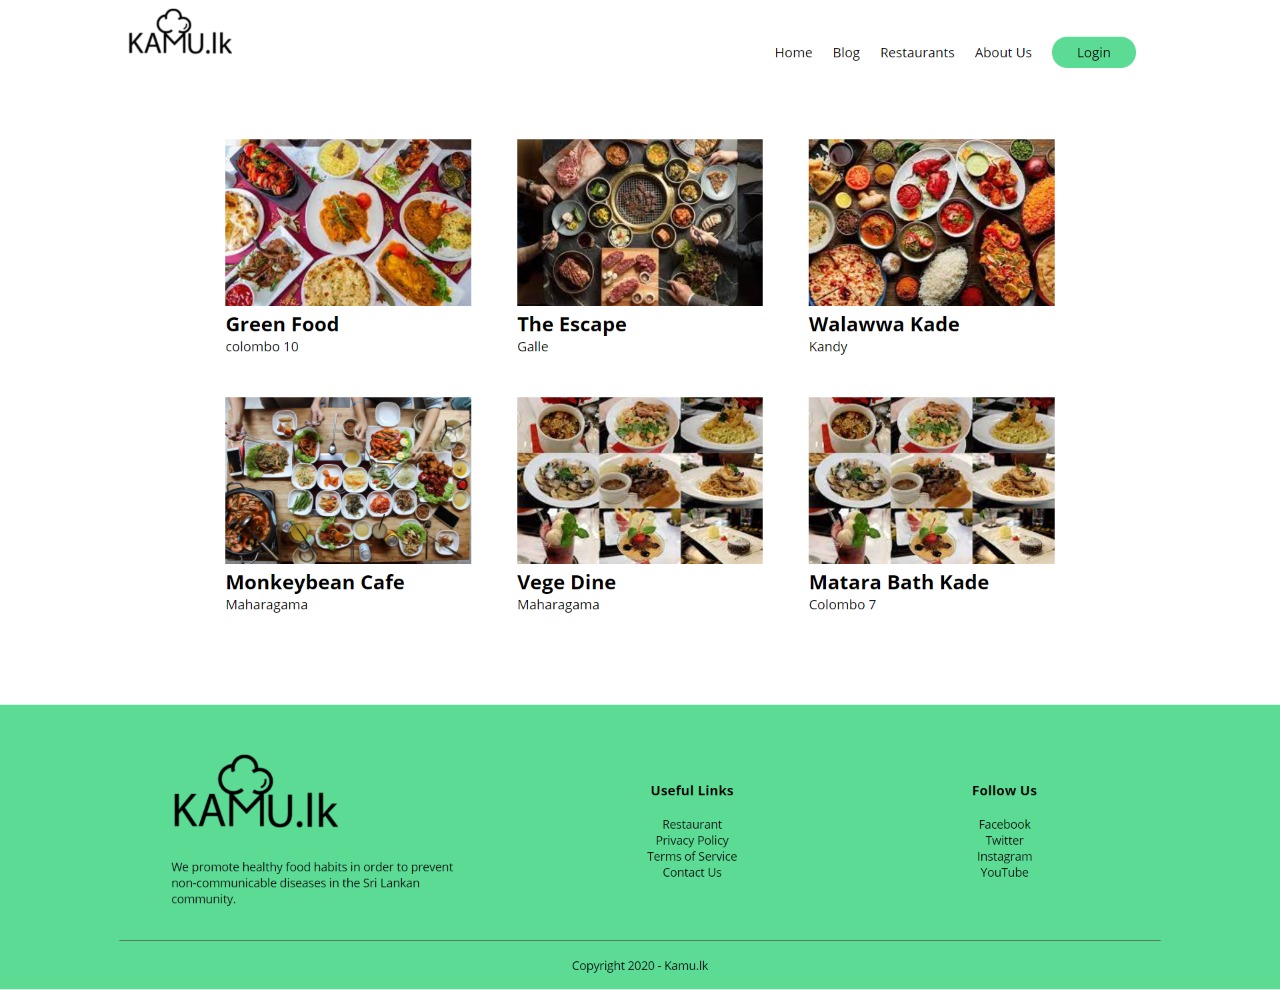 KAMU.lk
Home Blog Restaurants About Us Login
Green Food
colombo 10
The Escape
Galle
Walawwa Kade
Kandy
Monkeybean Cafe
Maharagama
Vege Dine
Maharagama
Matara Bath Kade
Colombo 7
KAMU.lk
We promote healthy food habits in order to prevent
non-communicable diseases in the Sri Lankan
community.
Useful Links
Restaurant
Privacy Policy
Terms of Service
Contact Us
Follow Us
Facebook
Twitter
Instagram
YouTube
Copyright 2020 - Kamu.lk